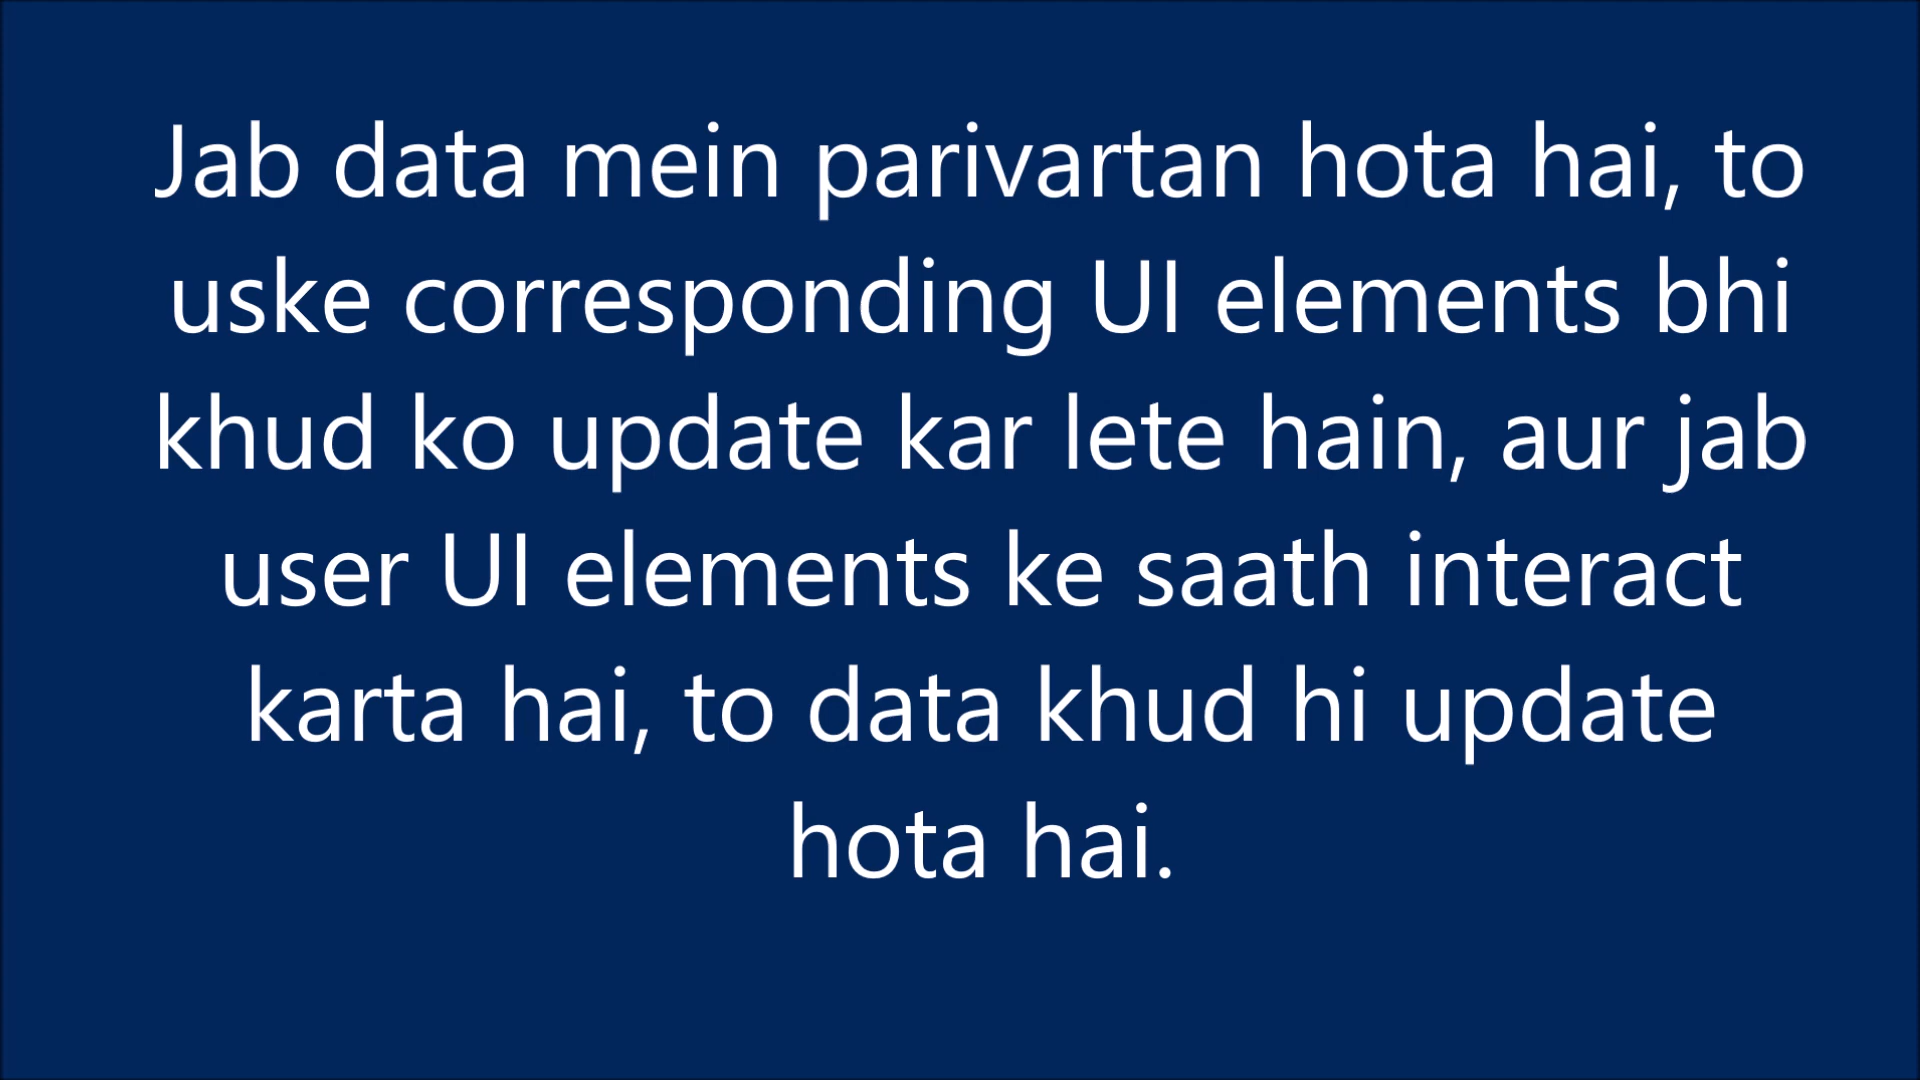 Jab data mein parivartan hota hai, to
uske corresponding UI elements bhi
khud ko update kar lete hain, aur jab
user UI elements ke saath interact
karta hai, to data khud hi update
hota hai.